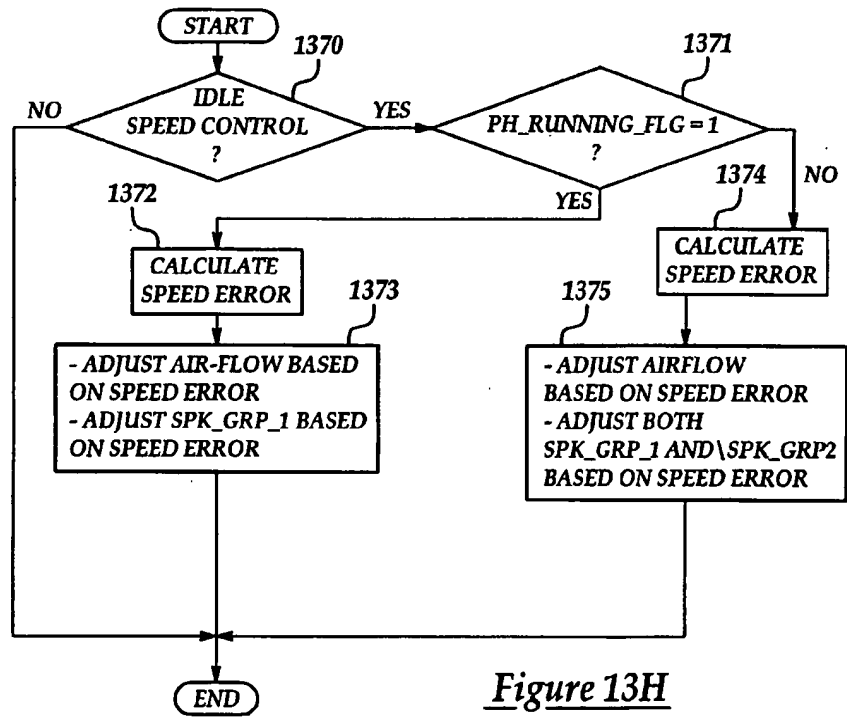 START
1370
IDLE
SPEED CONTROL
?
NO
YES
1371
PH_RUNNING_FLG = 1
?
YES
NO
1372
CALCULATE
SPEED ERROR
1374
CALCULATE
SPEED ERROR
1373
- ADJUST AIR-FLOW BASED
ON SPEED ERROR
- ADJUST SPK_GRP_1 BASED
ON SPEED ERROR
1375
- ADJUST AIRFLOW
BASED ON SPEED ERROR
- ADJUST BOTH
SPK_GRP_1 AND\SPK_GRP2
BASED ON SPEED ERROR
END
Figure 13H